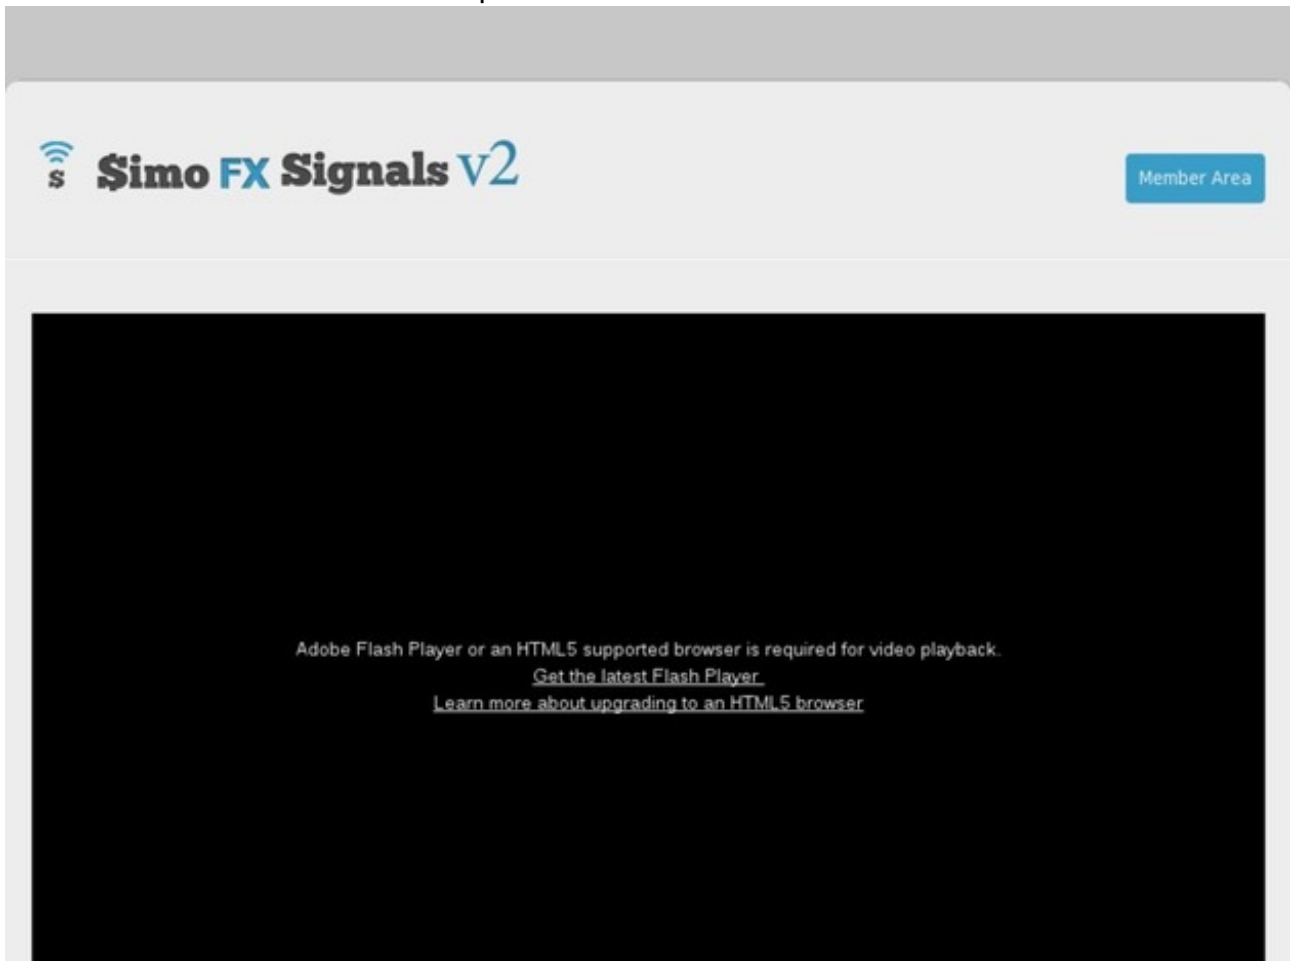 $imo FX Signals v2
s
Member Area
Adobe Flash Player or an HTML5 supported browser is required for video playback.
Get the latest Flash Player
Learn more about upgrading to an HTML5 browser